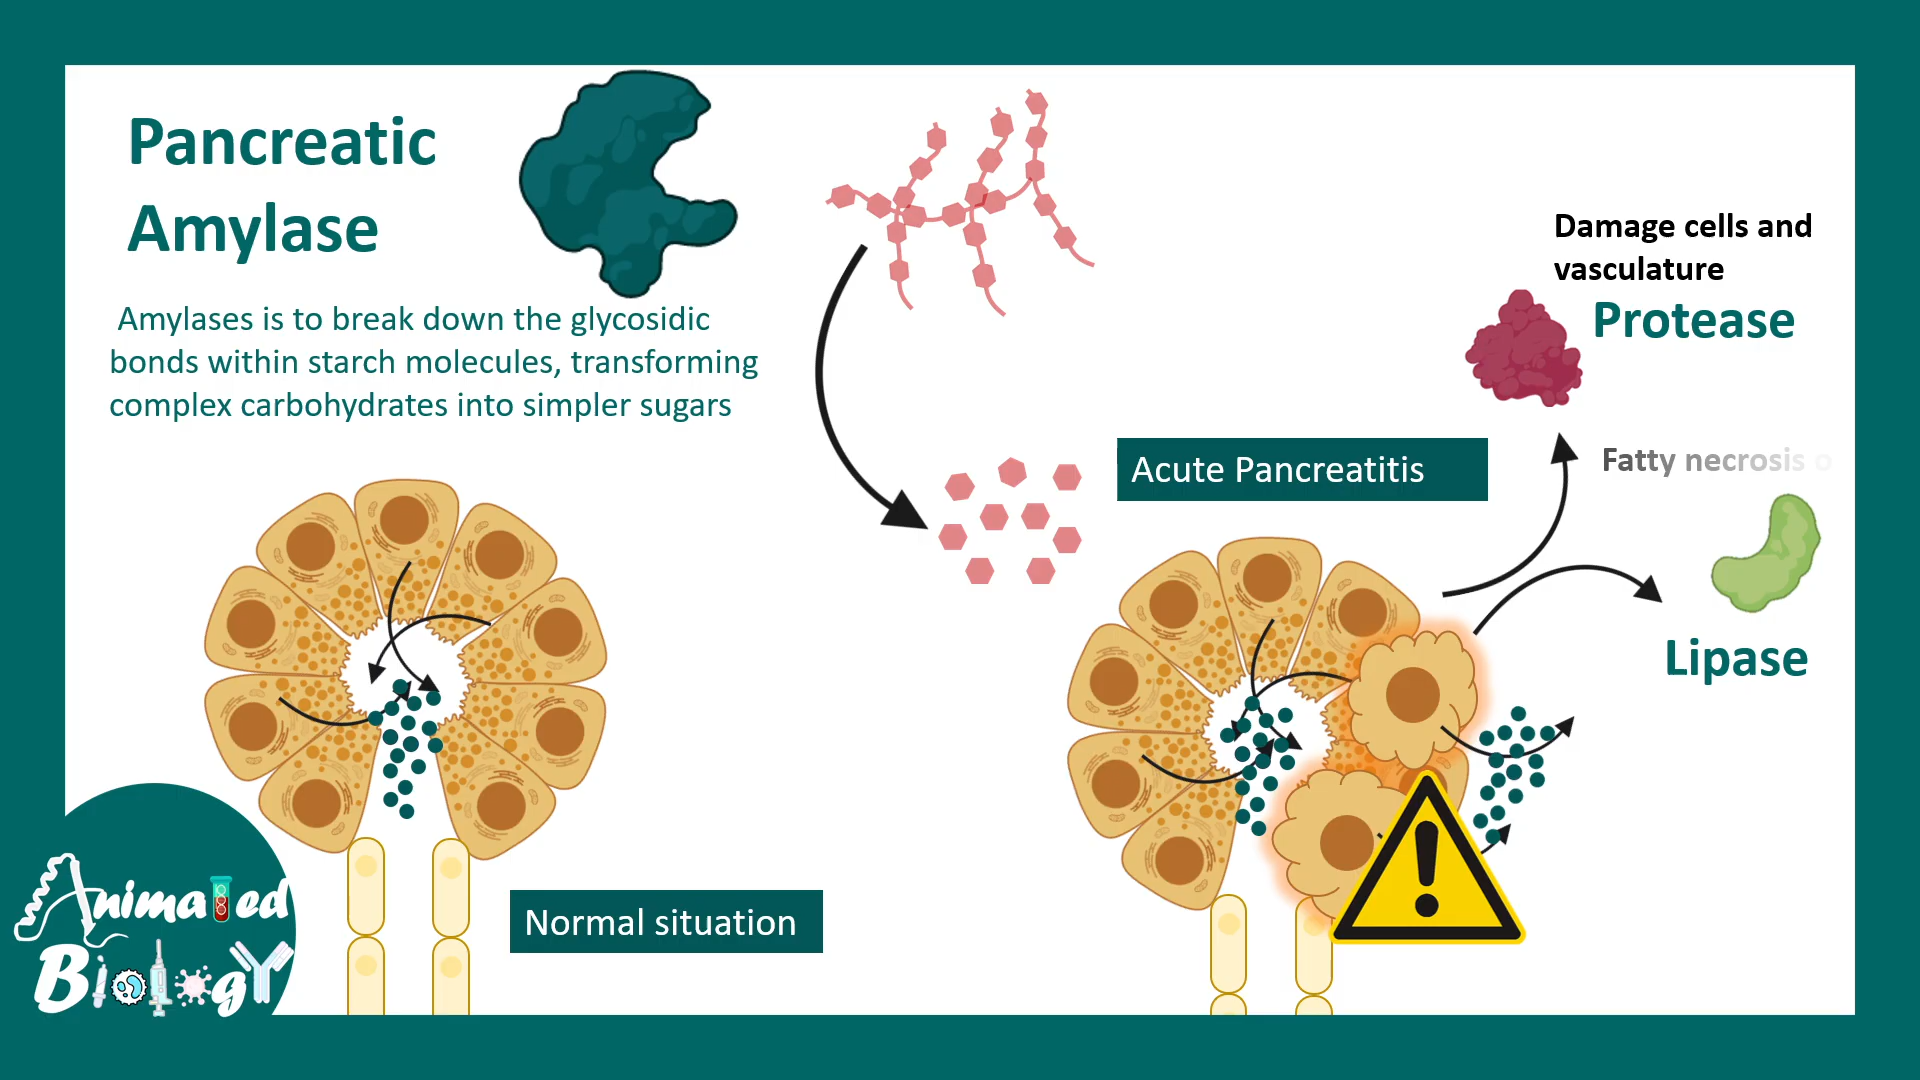 Pancreatic
Amylase
Amylases is to break down the glycosidic
bonds within starch molecules, transforming
complex carbohydrates into simpler sugars
Damage cells and
vasculature
Protease
Acute Pancreatitis
Fatty necrosis o
Lipase
Normal situation
Animated
Biology